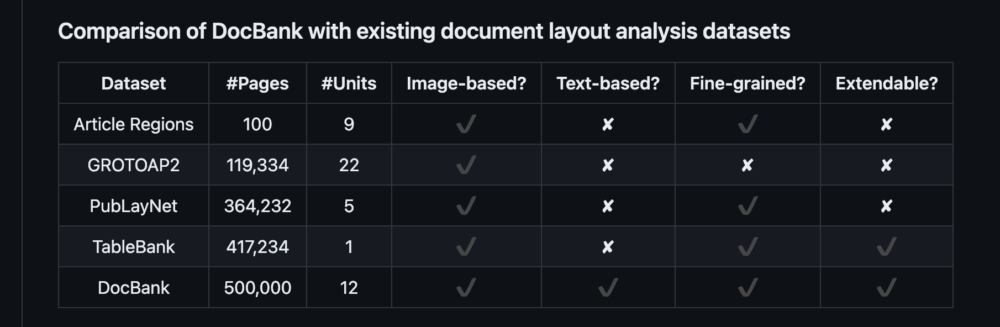 Comparison of DocBank with existing document layout analysis datasets
Dataset #Pages #Units Image-based? Text-based? Fine-grained? Extendable?
Article Regions 100 9 ✔ ✘ ✔ ✘
GROTOAP2 119,334 22 ✔ ✘ ✘ ✘
PubLayNet 364,232 5 ✔ ✘ ✔ ✘
TableBank 417,234 1 ✔ ✘ ✔ ✔
DocBank 500,000 12 ✔ ✔ ✔ ✔